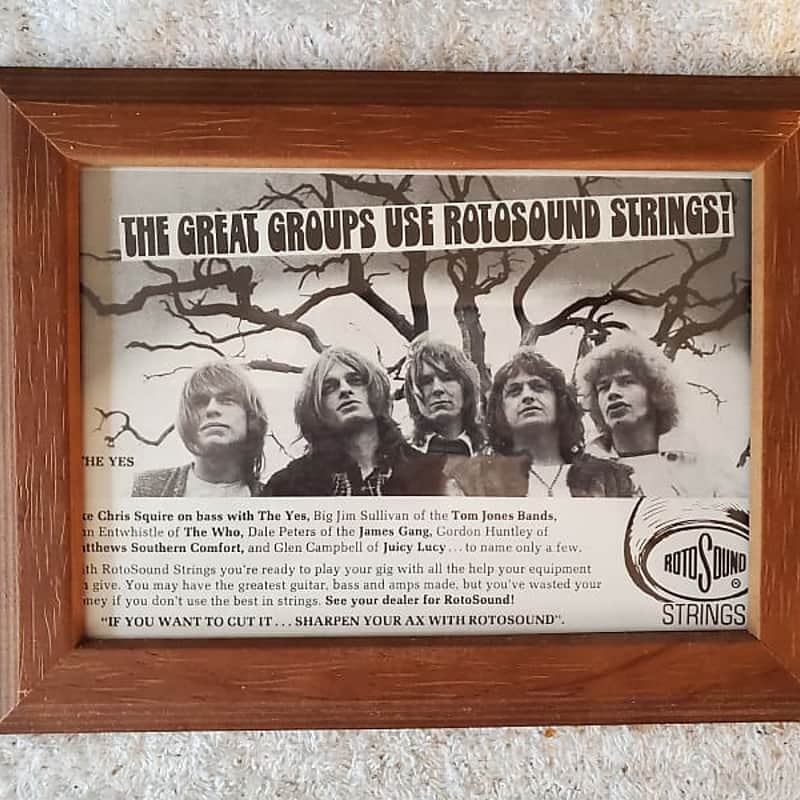 THE GREAT GROUPS USE ROTOSOUND STRINGS!
HE YES
ke Chris Squire on bass with The Yes, Big Jim Sullivan of the Tom Jones Bands,
n Entwhistle of The Who, Dale Peters of the James Gang, Gordon Huntley of
tthews Southern Comfort, and Glen Campbell of Juicy Lucy ... to name only a few.
th RotoSound Strings you're ready to play your gig with all the help your equipment
n give. You may have the greatest guitar, bass and amps made, but you've wasted your
ney if you don't use the best in strings. See your dealer for RotoSound!
"IF YOU WANT TO CUT IT ... SHARPEN YOUR AX WITH ROTOSOUND".
ROTOSOUND
STRINGS